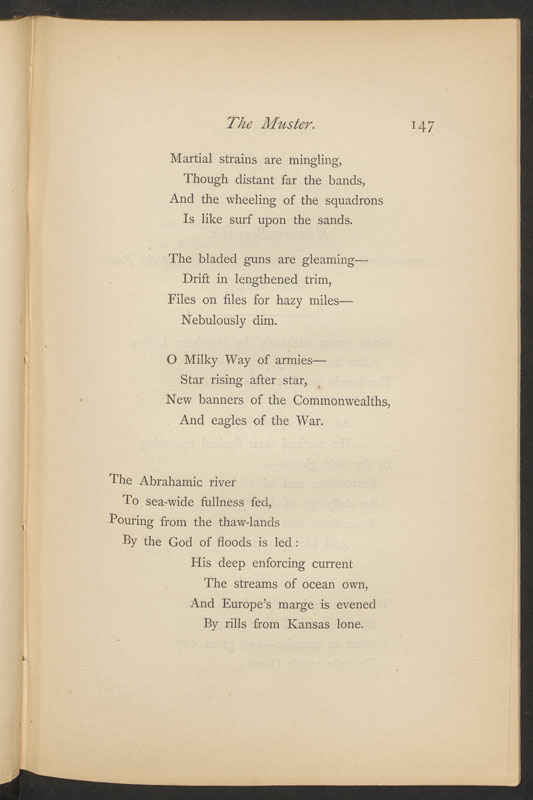 The Muster. 147
Martial strains are mingling,
Though distant far the bands,
And the wheeling of the squadrons
Is like surf upon the sands.
The bladed guns are gleaming—
Drift in lengthened trim,
Files on files for hazy miles—
Nebulously dim.
O Milky Way of armies—
Star rising after star,
New banners of the Commonwealths,
And eagles of the War.
The Abrahamic river
To sea-wide fullness fed,
Pouring from the thaw-lands
By the God of floods is led:
His deep enforcing current
The streams of ocean own,
And Europe's marge is evened
By rills from Kansas lone.